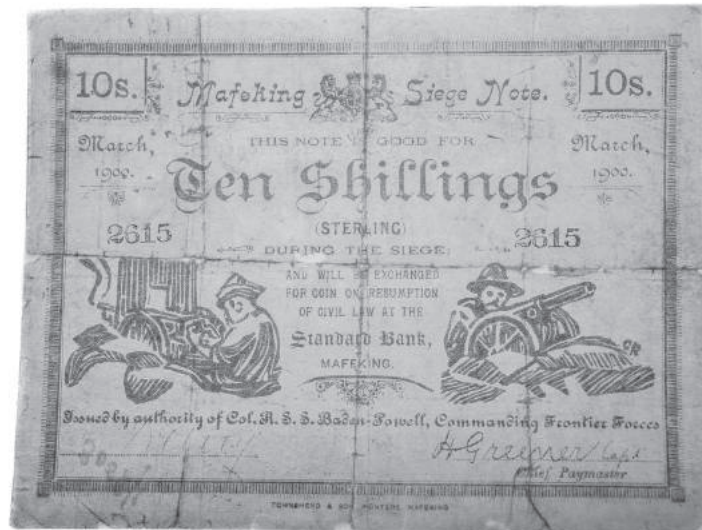 10s. Mafeking Siege Note. 10s.
March, 1900. THIS NOTE IS GOOD FOR March, 1900.
Ten Shillings
(STERLING)
2615 DURING THE SIEGE; 2615
AND WILL BE EXCHANGED
FOR COIN ON RESUMPTION
OF CIVIL LAW AT THE
Standard Bank,
MAFEKING.
CR
Issued by authority of Col. R. S. S. Baden-Powell, Commanding Frontier Forces
H Greener Capt
Chief Paymaster
TOWNSHEND & SON, PRINTERS, MAFEKING